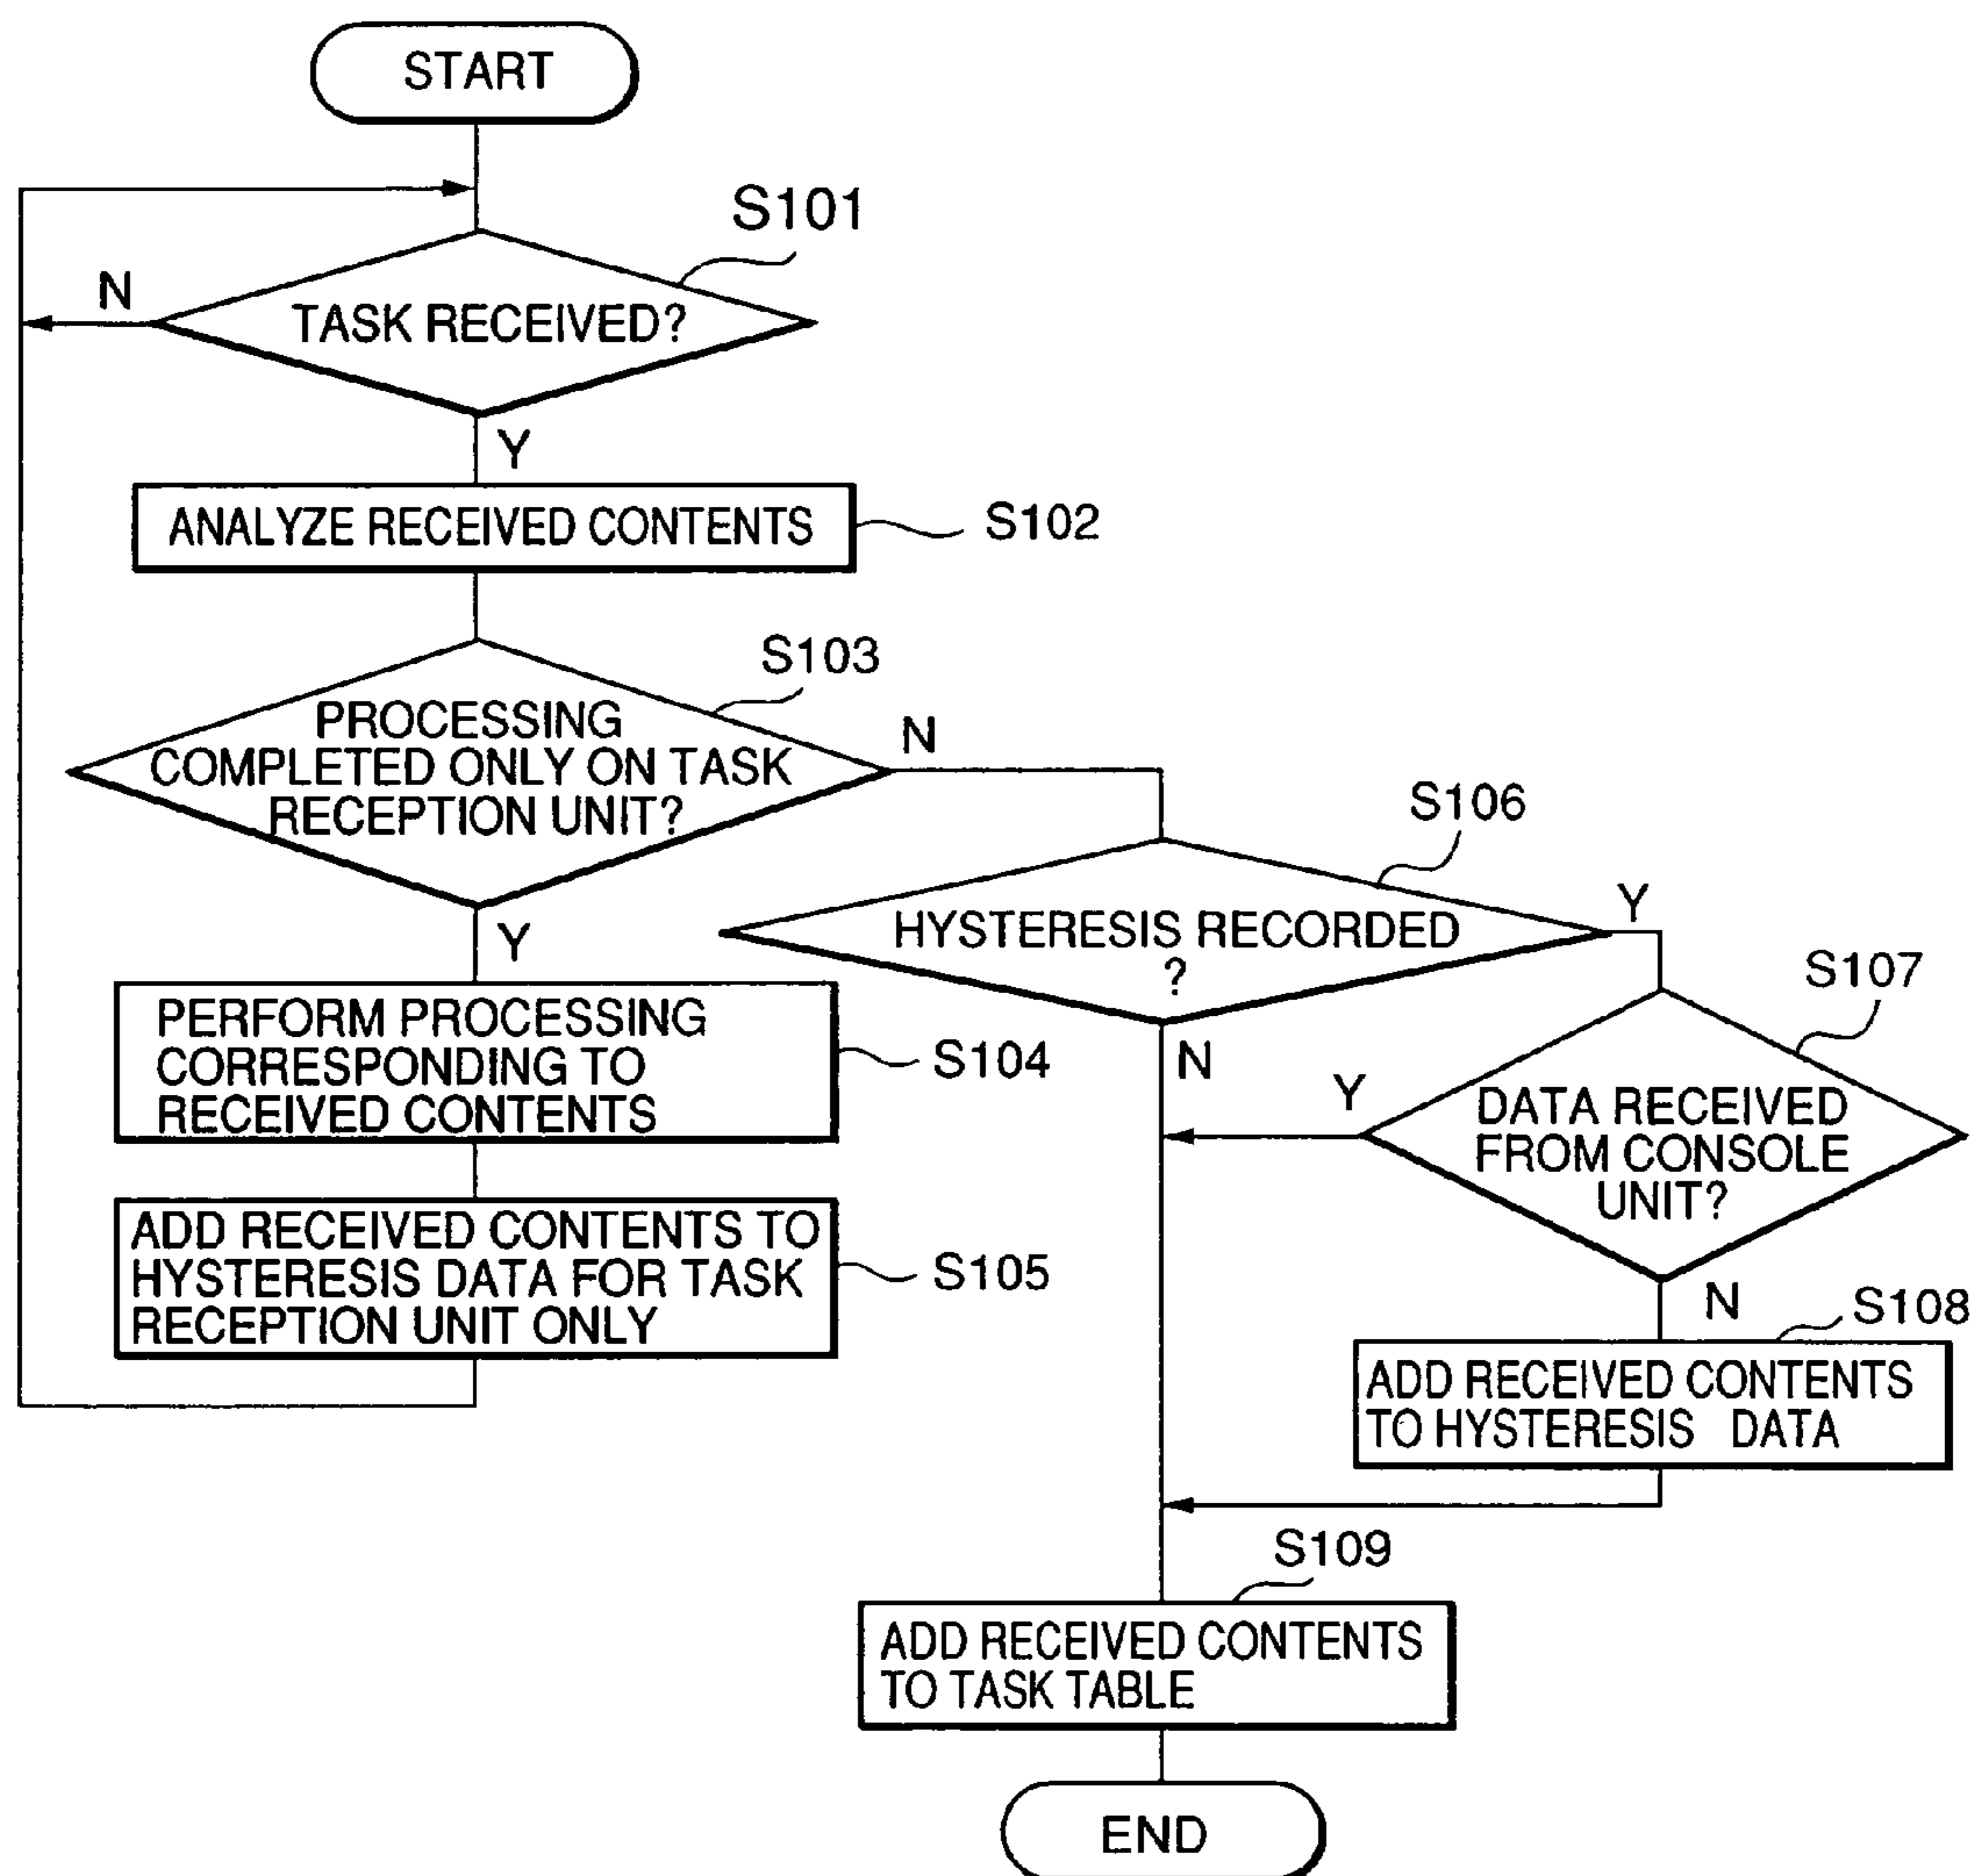 START
S101
N
TASK RECEIVED?
Y
ANALYZE RECEIVED CONTENTS
S102
S103
PROCESSING
COMPLETED ONLY ON TASK
RECEPTION UNIT?
N
Y
S106
HYSTERESIS RECORDED
?
Y
N
S107
DATA RECEIVED
FROM CONSOLE
UNIT?
Y
N
PERFORM PROCESSING
CORRESPONDING TO
RECEIVED CONTENTS
S104
ADD RECEIVED CONTENTS TO
HYSTERESIS DATA FOR TASK
RECEPTION UNIT ONLY
S105
S108
ADD RECEIVED CONTENTS
TO HYSTERESIS DATA
S109
ADD RECEIVED CONTENTS
TO TASK TABLE
END